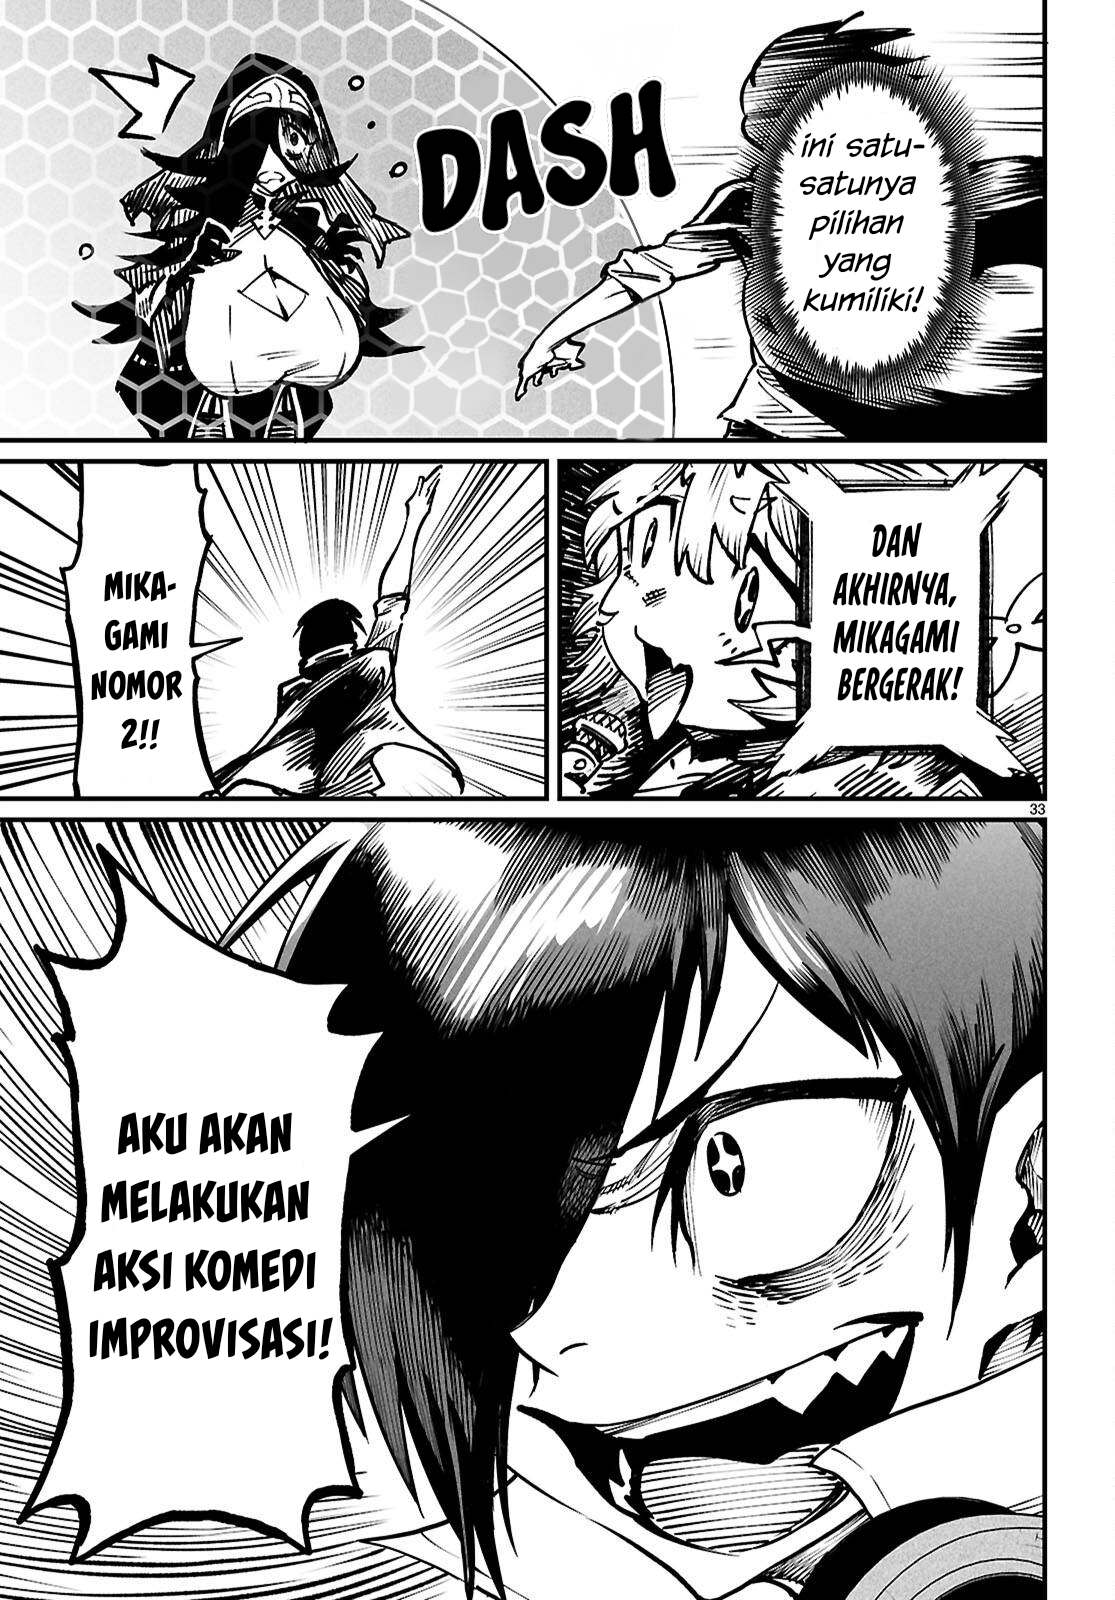 ini satu-
satunya
pilihan
yang
kumiliki!
DASH
DAN
AKHIRNYA,
MIKAGAMI
BERGERAK!
MIKA-
GAMI
NOMOR
2!!
33
AKU AKAN
MELAKUKAN
AKSI KOMEDI
IMPROVISASI!